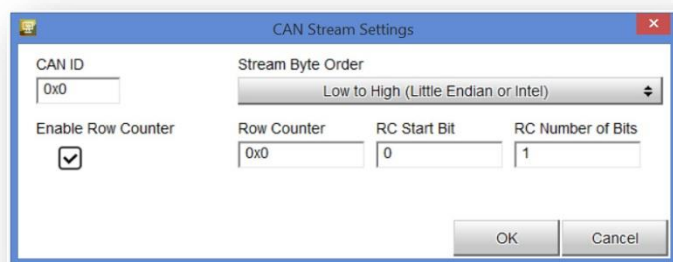 CAN Stream Settings
CAN ID
Stream Byte Order
0x0
Low to High (Little Endian or Intel)
Enable Row Counter
Row Counter
RC Start Bit
RC Number of Bits
0x0
0
1
OK
Cancel